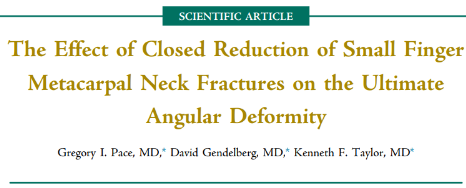 SCIENTIFIC ARTICLE
The Effect of Closed Reduction of Small Finger
Metacarpal Neck Fractures on the Ultimate
Angular Deformity
Gregory I. Pace, MD,* David Gendelberg, MD,* Kenneth F. Taylor, MD*